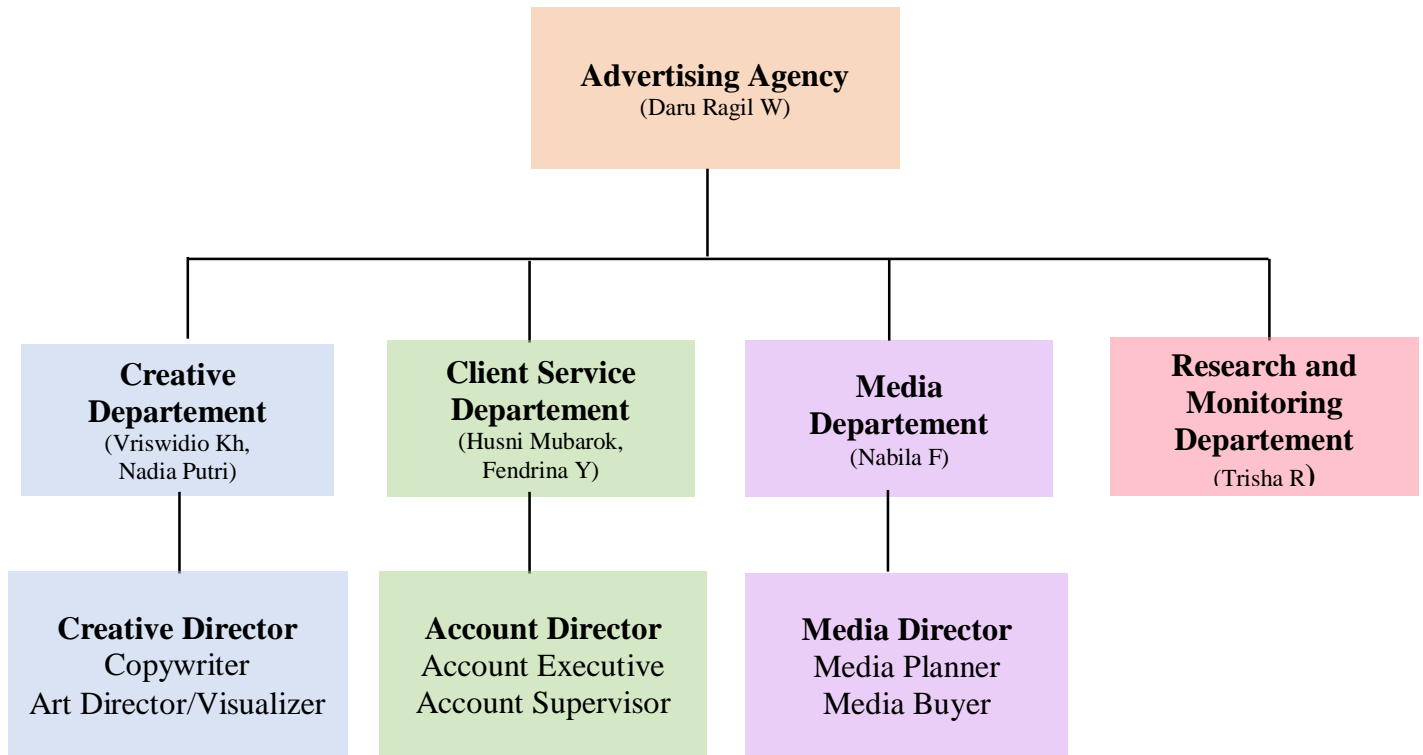 Advertising Agency
(Daru Ragil W)
Creative
Departement
(Vriswidio Kh,
Nadia Putri)
Client Service
Departement
(Husni Mubarok,
Fendrina Y)
Media
Departement
(Nabila F)
Research and
Monitoring
Departement
(Trisha R)
Creative Director
Copywriter
Art Director/Visualizer
Account Director
Account Executive
Account Supervisor
Media Director
Media Planner
Media Buyer